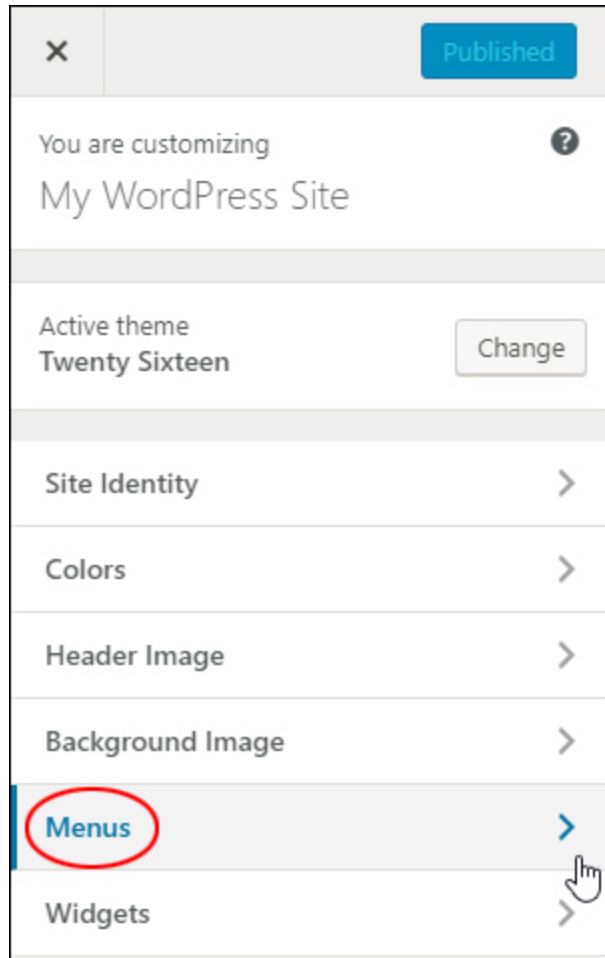 Published
You are customizing
My WordPress Site
Active theme
Twenty Sixteen
Change
Site Identity
Colors
Header Image
Background Image
Menus
Widgets